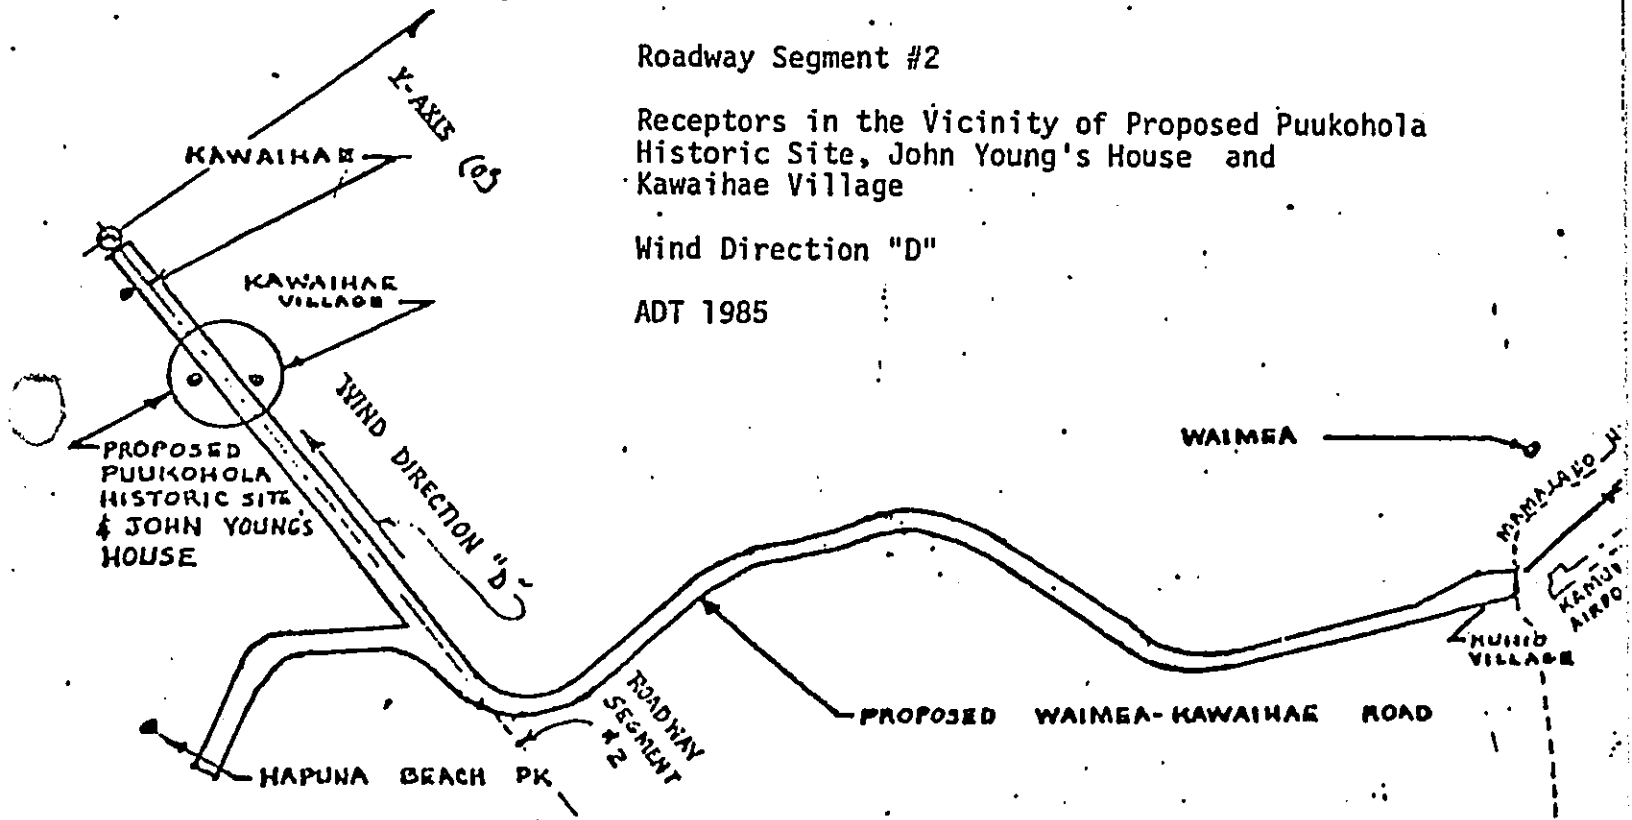 Roadway Segment #2
Receptors in the Vicinity of Proposed Puukohola
Historic Site, John Young's House and
Kawaihae Village
Wind Direction "D"
ADT 1985
Y-AXIS
KAWAIHAE
KAWAIHAE
VILLAGE
WIND DIRECTION "D"
PROPOSED
PUUKOHOLA
HISTORIC SITE
& JOHN YOUNG'S
HOUSE
WAIMEA
ROADWAY
SEGMENT
#2
PROPOSED WAIMEA-KAWAIHAE ROAD
VILLAGE
HAPUNA BEACH PK